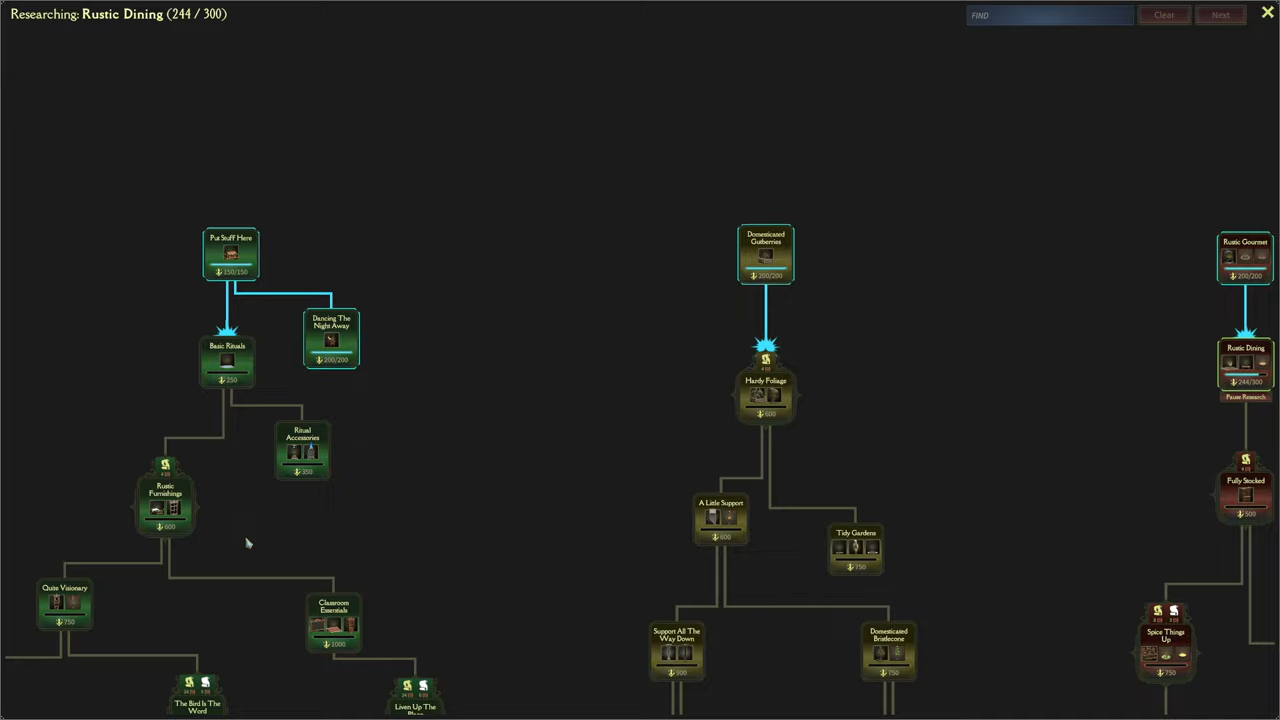 Researching: Rustic Dining (244 / 300)
FIND
Clear
Next
Put Stuff Here
150/150
Dancing The
Night Away
200/200
Basic Rituals
250
Ritual
Accessories
350
Rustic
Furnishings
600
Quite Visionary
750
Classroom
Essentials
1000
The Bird Is The
Word
Liven Up The
Domesticated
Gutberries
200/200
Hardy Foliage
600
A Little Support
600
Tidy Gardens
750
Support All The
Way Down
900
Domesticated
Bristlecone
750
Rustic Gourmet
200/200
Rustic Dining
244/300
Pause Research
Fully Stocked
500
Spice Things
Up
750